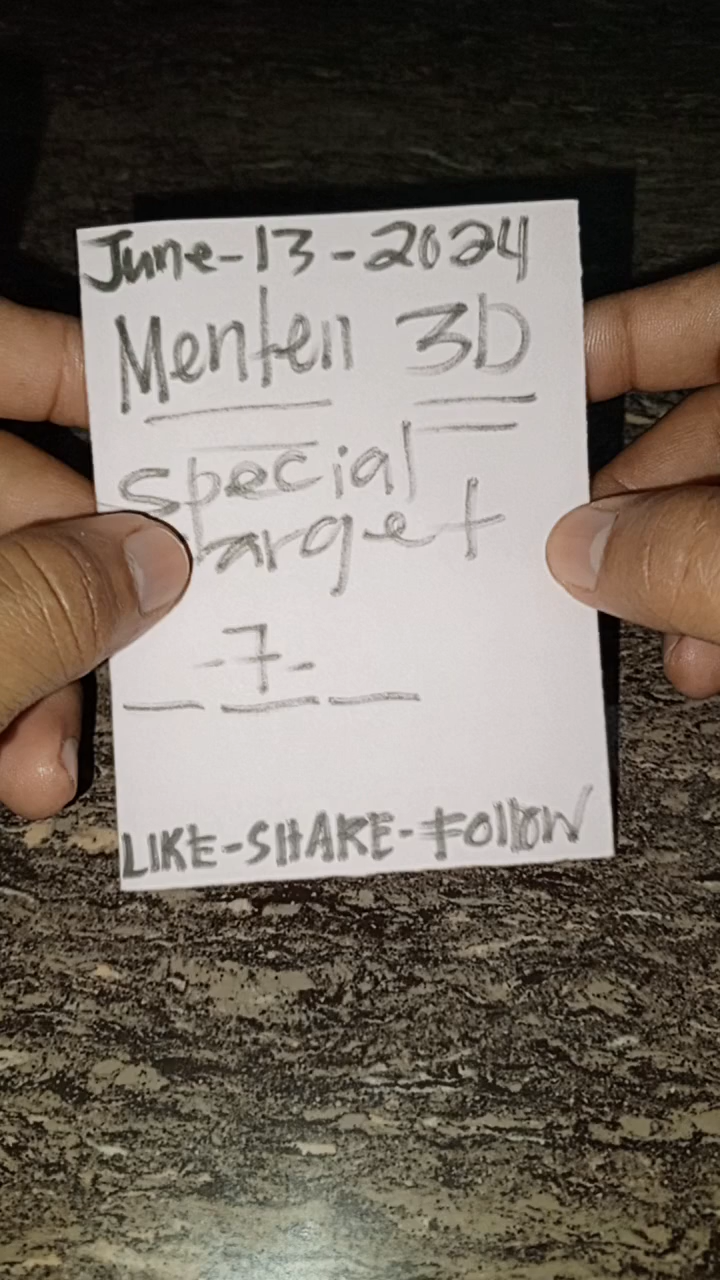 June-13-2024
Menten 3D
special
target
-7-
LIKE-SHARE-Follow